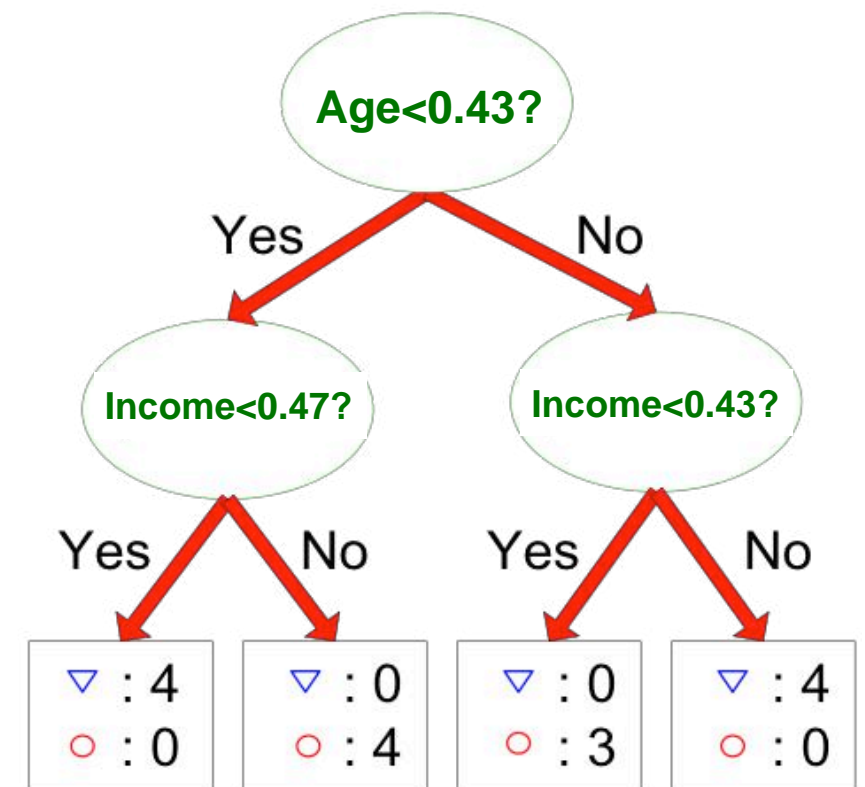 Age<0.43?
Yes
No
Income<0.47?
Income<0.43?
Yes
No
Yes
No
▽ : 4
○ : 0
▽ : 0
○ : 4
▽ : 0
○ : 3
▽ : 4
○ : 0